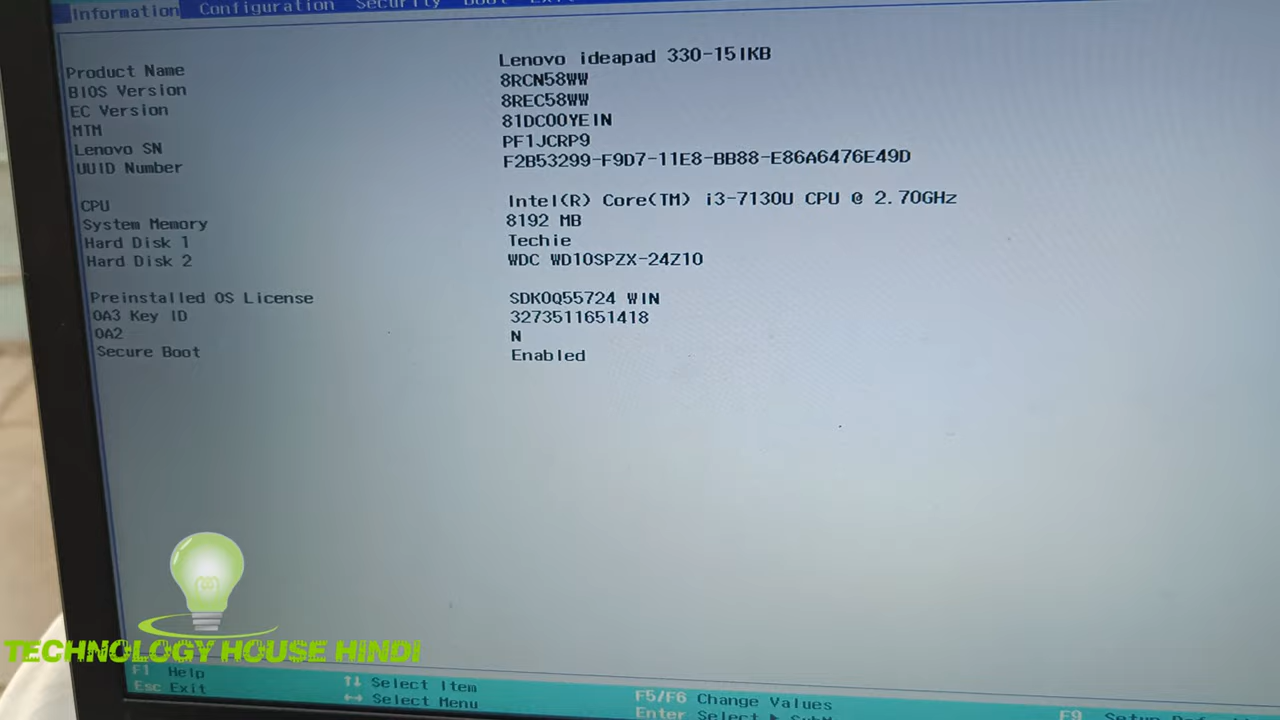 Information Configuration Security Boot
Product Name Lenovo ideapad 330-15IKB
BIOS Version 8RCN58WW
EC Version 8REC58WW
MTM 81DC00YEIN
Lenovo SN PF1JCRP9
UUID Number F2B53299-F9D7-11E8-BB88-E86A6476E49D
CPU Intel(R) Core(TM) i3-7130U CPU @ 2.70GHz
System Memory 8192 MB
Hard Disk 1 Techie
Hard Disk 2 WDC WD10SPZX-24Z10
Preinstalled OS License SDK0Q55724 WIN
OA3 Key ID 3273511651418
OA2 N
Secure Boot Enabled
TECHNOLOGY HOUSE HINDI
F1 Help ↑↓ Select Item F5/F6 Change Values F9
Esc Exit ↔ Select Menu Enter Select ▶